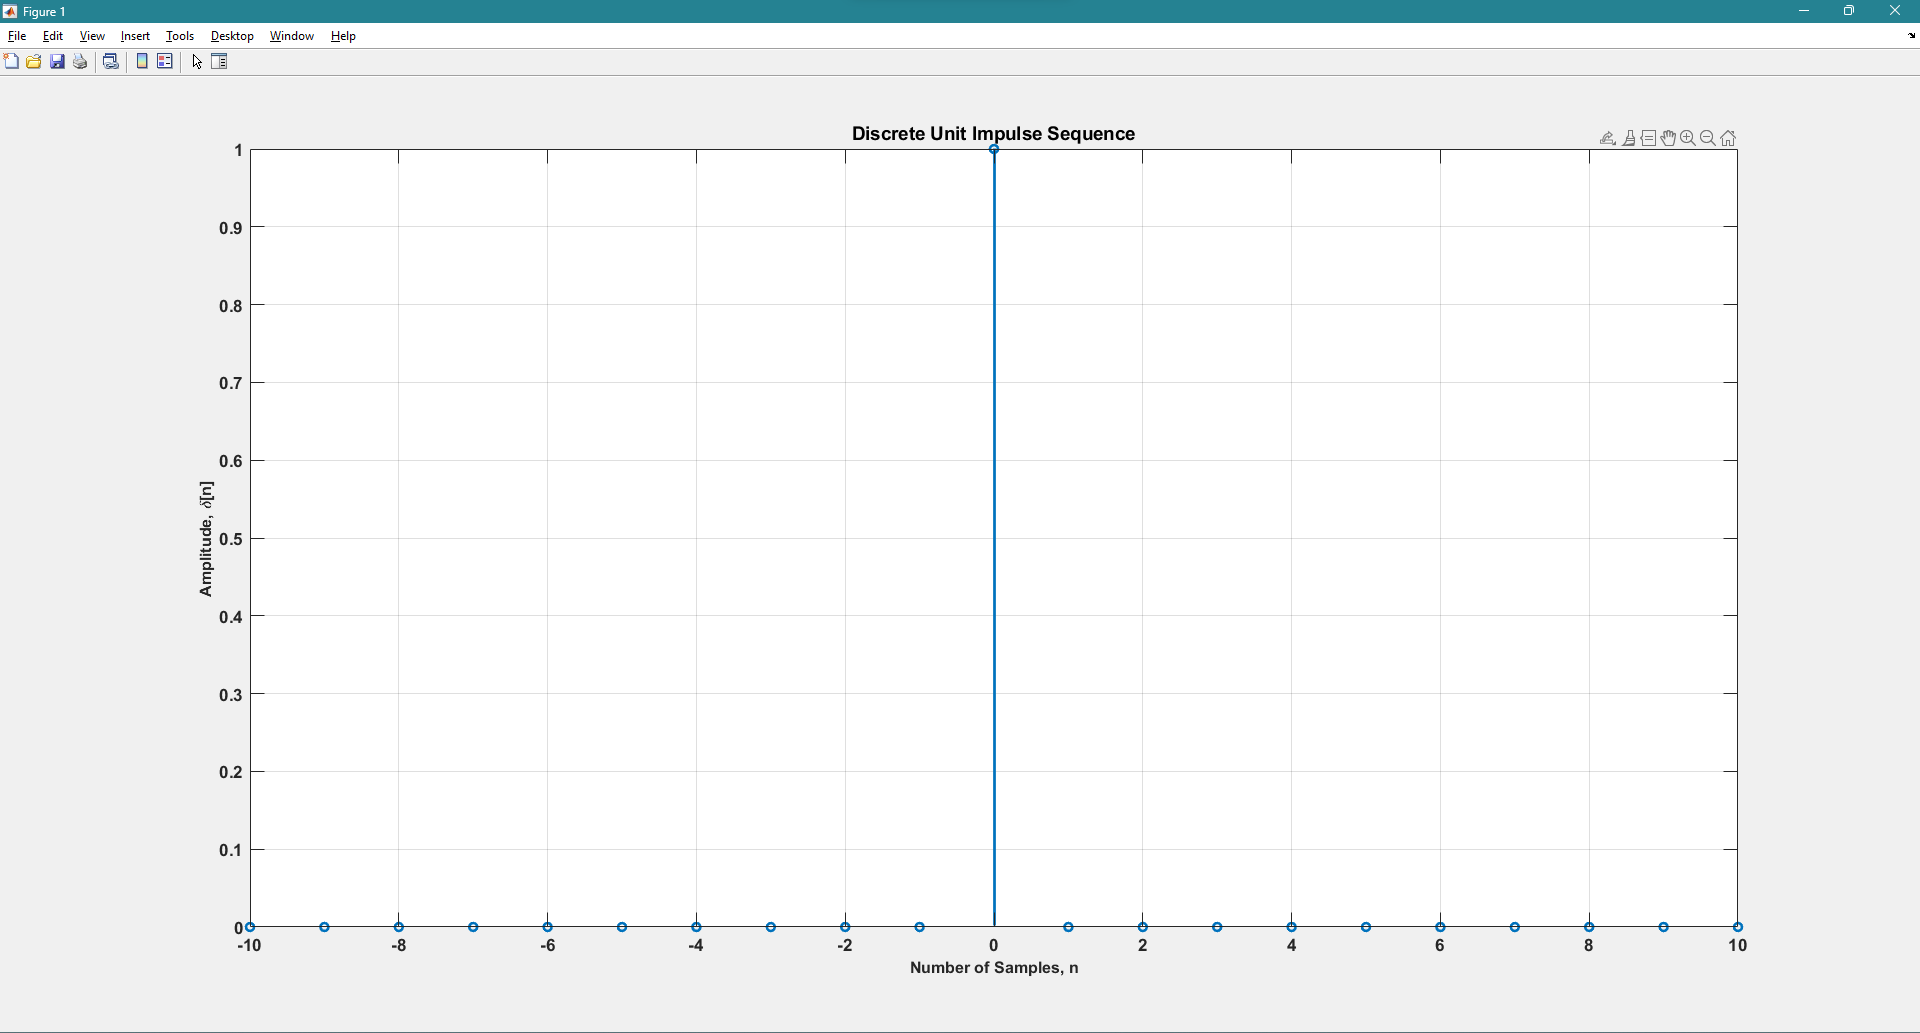 Figure 1
File Edit View Insert Tools Desktop Window Help
Discrete Unit Impulse Sequence
1
0.9
0.8
0.7
0.6
0.5
0.4
0.3
0.2
0.1
0
Amplitude, δ[n]
-10 -8 -6 -4 -2 0 2 4 6 8 10
Number of Samples, n